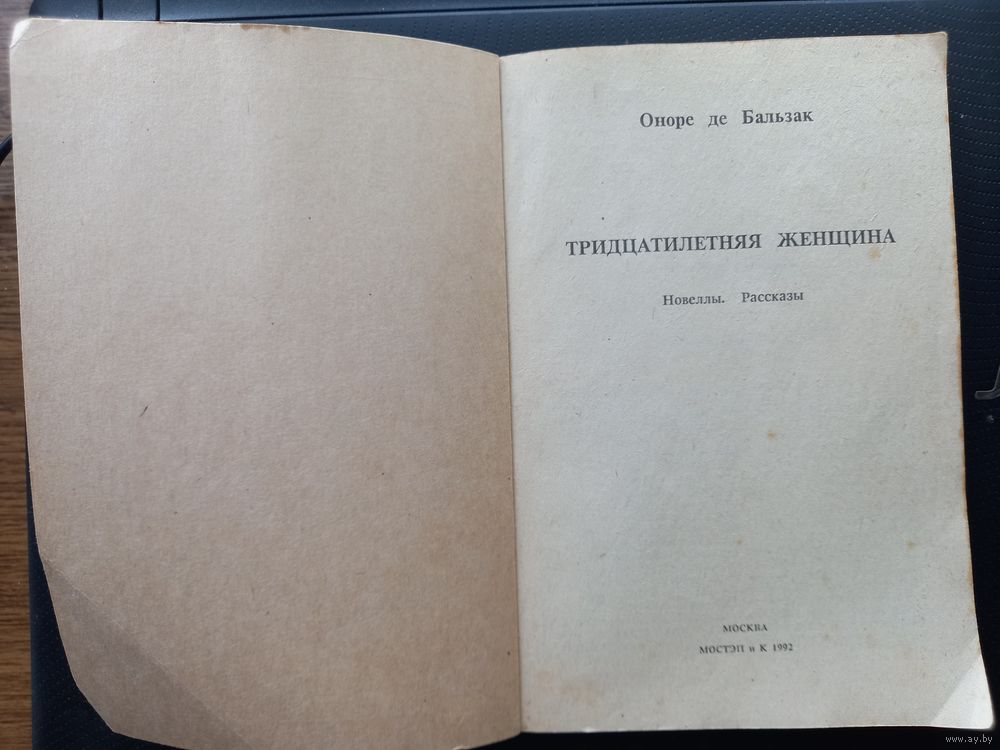 Оноре де Бальзак
ТРИДЦАТИЛЕТНЯЯ ЖЕНЩИНА
Новеллы. Рассказы
МОСКВА
МОСТЭП и К 1992
www.ay.by